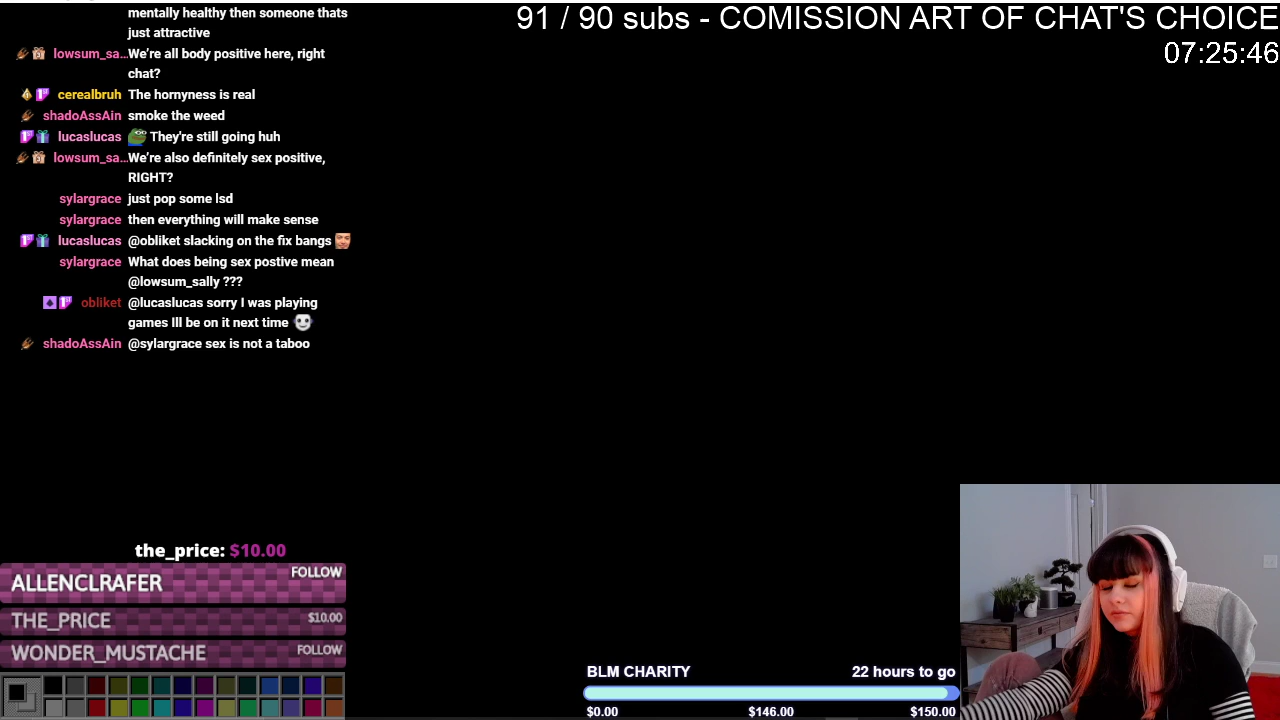 91 / 90 subs - COMISSION ART OF CHAT'S CHOICE
07:25:46
mentally healthy then someone thats
just attractive
lowsum_sa... We're all body positive here, right
chat?
cerealbruh The hornyness is real
shadoAssAin smoke the weed
lucaslucas They're still going huh
lowsum_sa... We're also definitely sex positive,
RIGHT?
sylargrace just pop some lsd
sylargrace then everything will make sense
lucaslucas @obliket slacking on the fix bangs
sylargrace What does being sex postive mean
@lowsum_sally ???
obliket @lucaslucas sorry I was playing
games Ill be on it next time
shadoAssAin @sylargrace sex is not a taboo
the_price: $10.00
ALLENCLRAFER FOLLOW
THE_PRICE $10.00
WONDER_MUSTACHE FOLLOW
BLM CHARITY 22 hours to go
$0.00 $146.00 $150.00